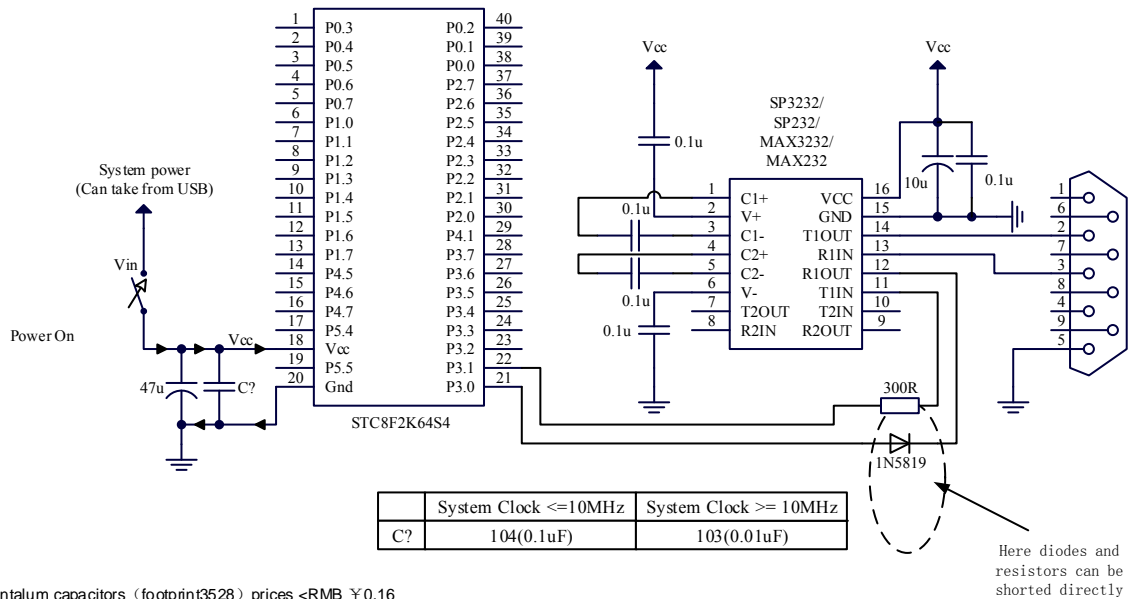 1 P0.3 P0.2 40
2 P0.4 P0.1 39
3 P0.5 P0.0 38
4 P0.6 P2.7 37
5 P0.7 P2.6 36
6 P1.0 P2.5 35
7 P1.1 P2.4 34
8 P1.2 P2.3 33
9 P1.3 P2.2 32
10 P1.4 P2.1 31
11 P1.5 P2.0 30
12 P1.6 P4.1 29
13 P1.7 P3.7 28
14 P4.5 P3.6 27
15 P4.6 P3.5 26
16 P4.7 P3.4 25
17 P5.4 P3.3 24
18 Vcc P3.2 23
19 P5.5 P3.1 22
20 Gnd P3.0 21
STC8F2K64S4
System power
(Can take from USB)
Vin
Power On
Vcc
47u
C?
Vcc
0.1u
0.1u
0.1u
0.1u
SP3232/
SP232/
MAX3232/
MAX232
1 C1+ VCC 16
2 V+ GND 15
3 C1- T1OUT 14
4 C2+ R1IN 13
5 C2- R1OUT 12
6 V- T1IN 11
7 T2OUT T2IN 10
8 R2IN R2OUT 9
Vcc
10u
0.1u
1
6
2
7
3
8
4
9
5
300R
1N5819
System Clock <=10MHz System Clock >= 10MHz
C? 104(0.1uF) 103(0.01uF)
Here diodes and
resistors can be
shorted directly
ntalum capacitors（footprint3528）prices <RMB ￥0.16